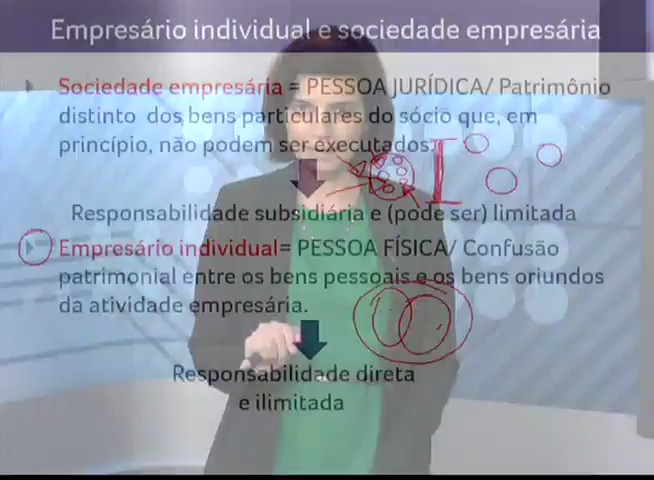 Empresário individual e sociedade empresária
Sociedade empresária = PESSOA JURÍDICA/ Patrimônio
distinto dos bens particulares do sócio que, em
princípio, não podem ser executados.
Responsabilidade subsidiária e (pode ser) limitada
Empresário individual= PESSOA FÍSICA/ Confusão
patrimonial entre os bens pessoais e os bens oriundos
da atividade empresária.
Responsabilidade direta
e ilimitada